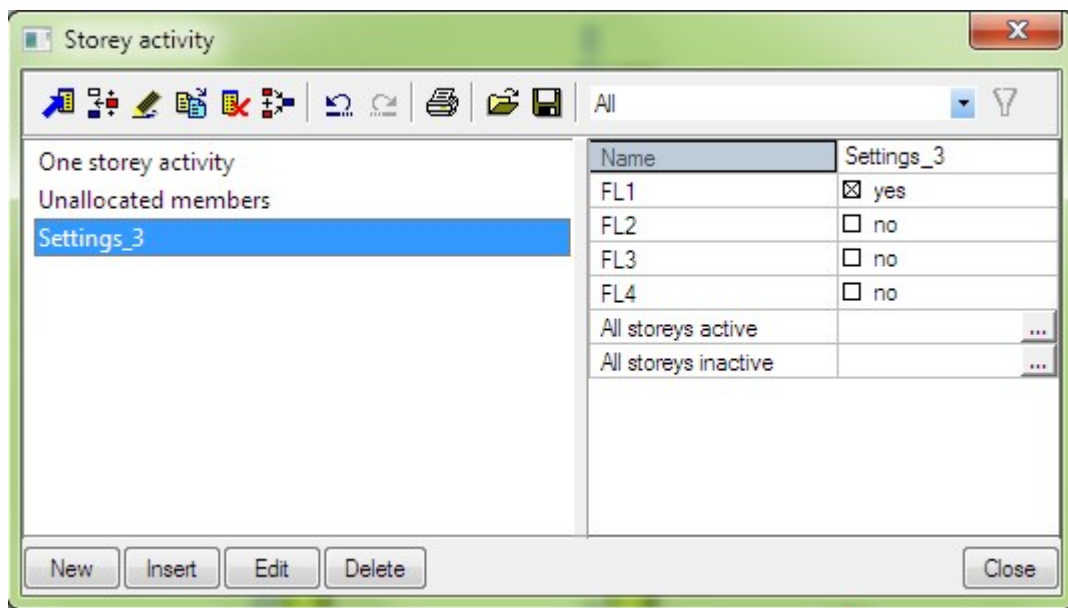 Storey activity
All
One storey activity
Unallocated members
Settings_3
Name Settings_3
FL1 yes
FL2 no
FL3 no
FL4 no
All storeys active ...
All storeys inactive ...
New Insert Edit Delete Close